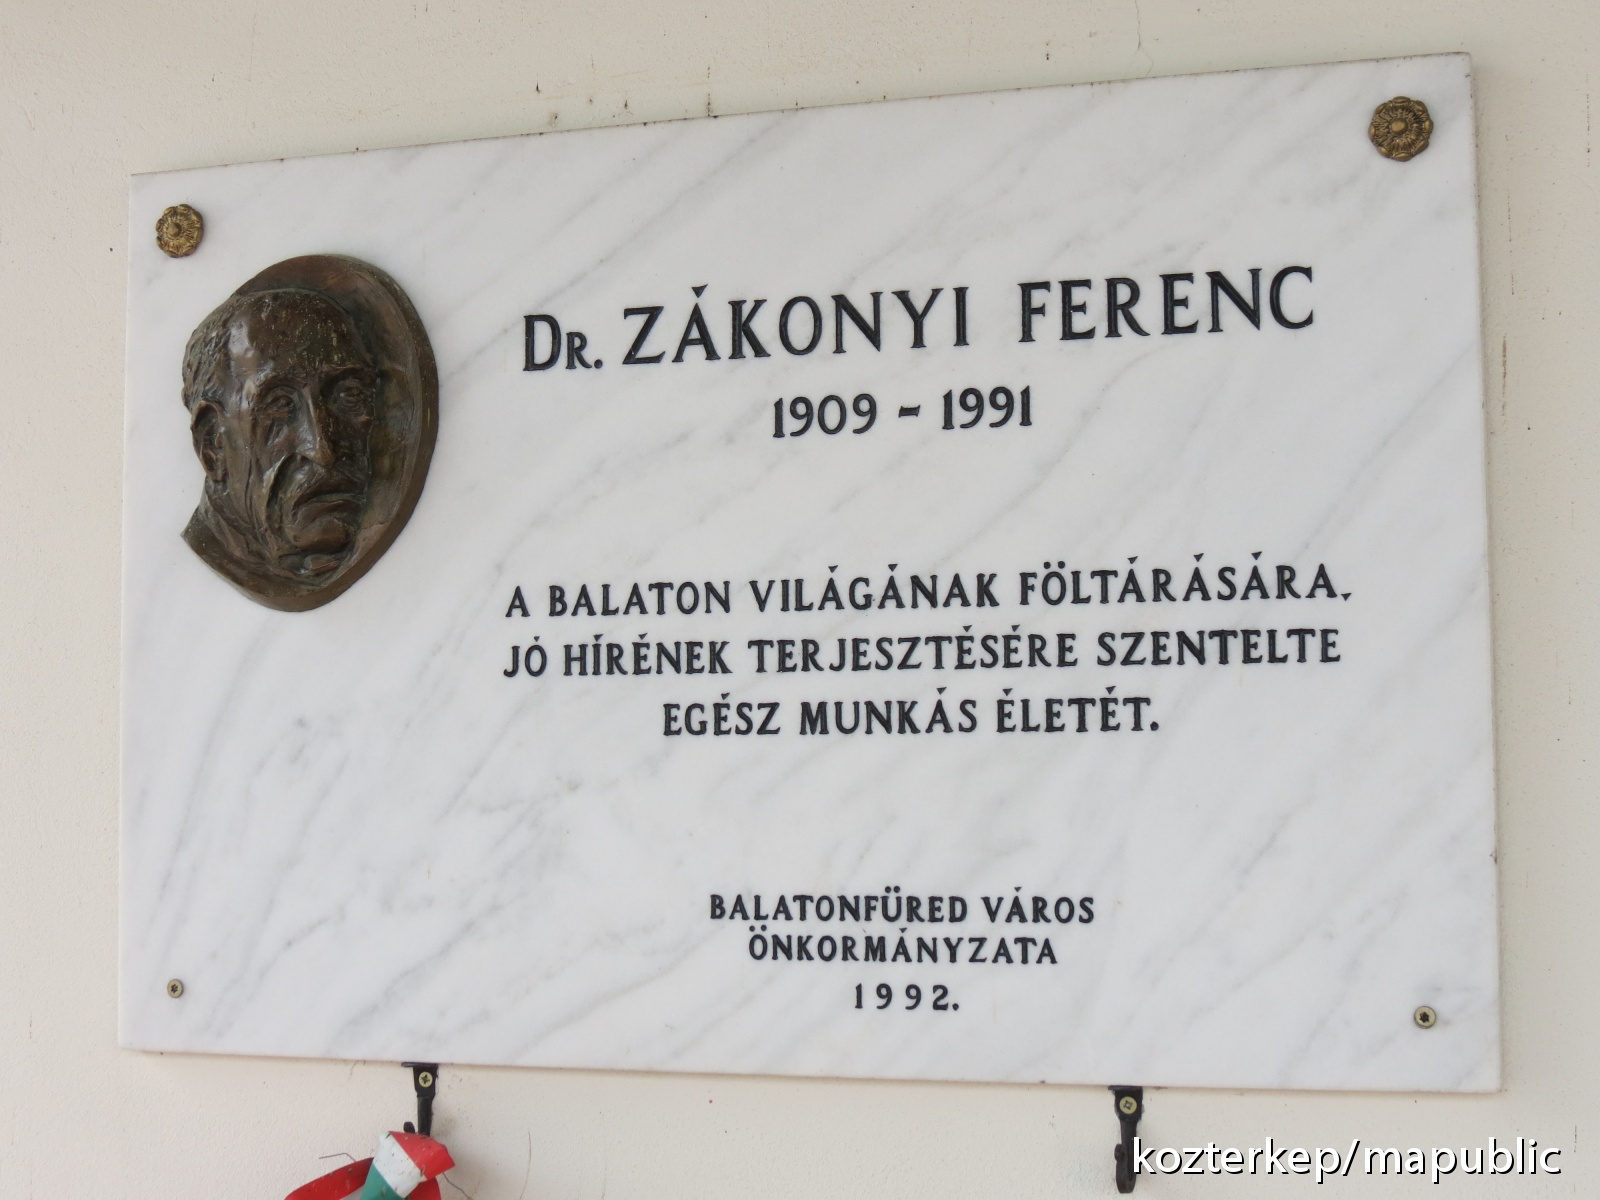 Dr. ZÁKONYI FERENC
1909 - 1991
A BALATON VILÁGÁNAK FÖLTÁRÁSÁRA,
JÓ HÍRÉNEK TERJESZTÉSÉRE SZENTELTE
EGÉSZ MUNKÁS ÉLETÉT.
BALATONFÜRED VÁROS
ÖNKORMÁNYZATA
1992.
kozterkep/mapublic